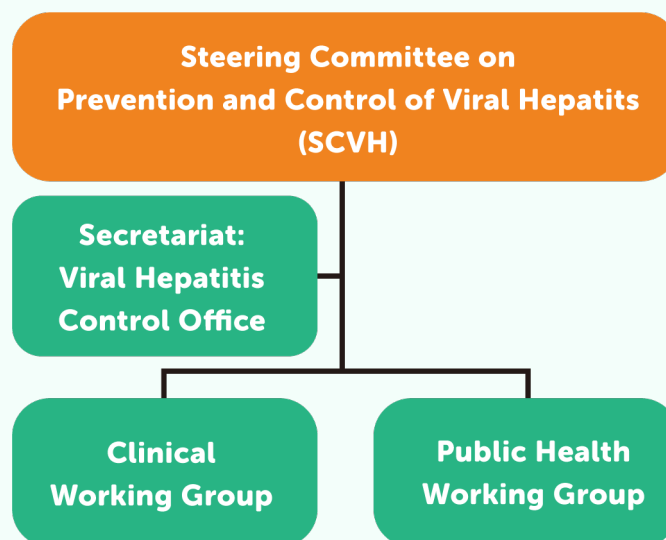 Steering Committee on
Prevention and Control of Viral Hepatits
(SCVH)
Secretariat:
Viral Hepatitis
Control Office
Clinical
Working Group
Public Health
Working Group